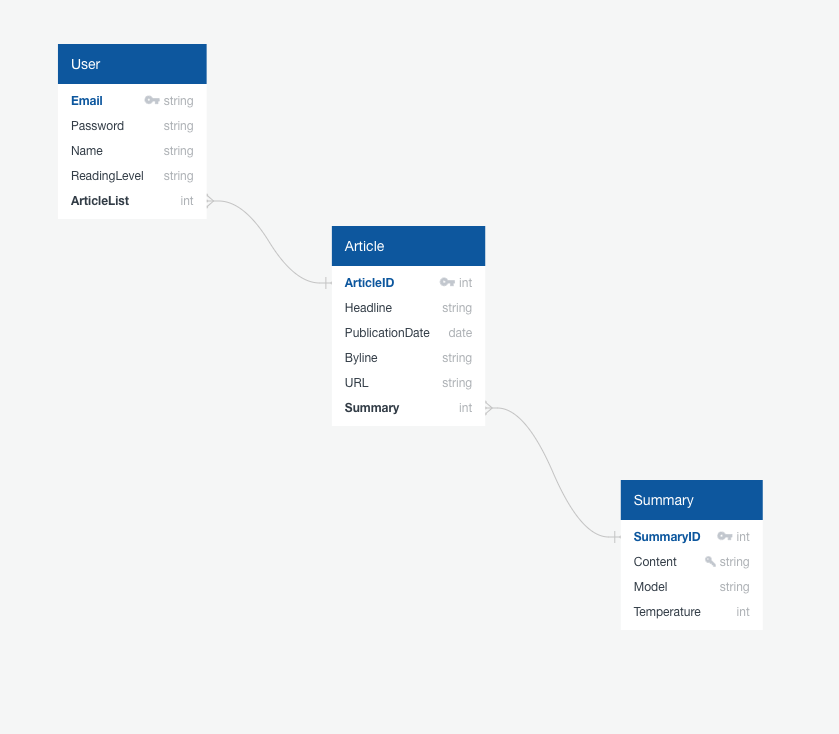 User
Email string
Password string
Name string
ReadingLevel string
ArticleList int
Article
ArticleID int
Headline string
PublicationDate date
Byline string
URL string
Summary int
Summary
SummaryID int
Content string
Model string
Temperature int